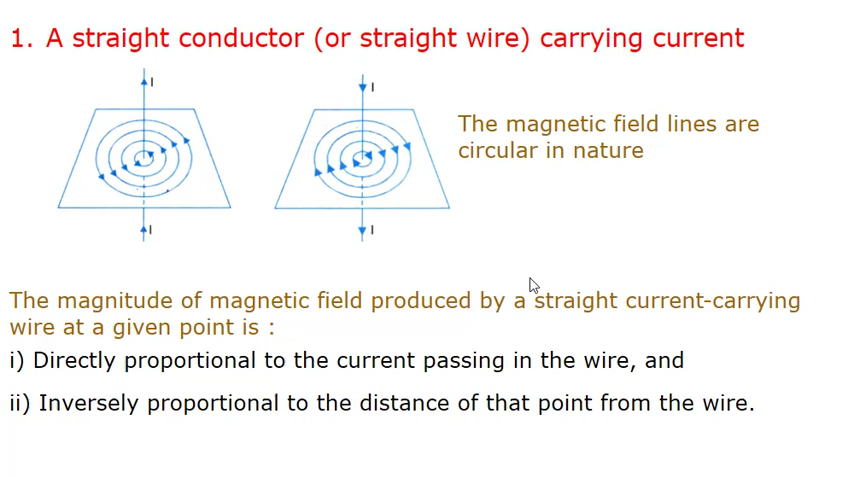 1. A straight conductor (or straight wire) carrying current
I
I
The magnetic field lines are
circular in nature
I
I
The magnitude of magnetic field produced by a straight current-carrying
wire at a given point is :
i) Directly proportional to the current passing in the wire, and
ii) Inversely proportional to the distance of that point from the wire.